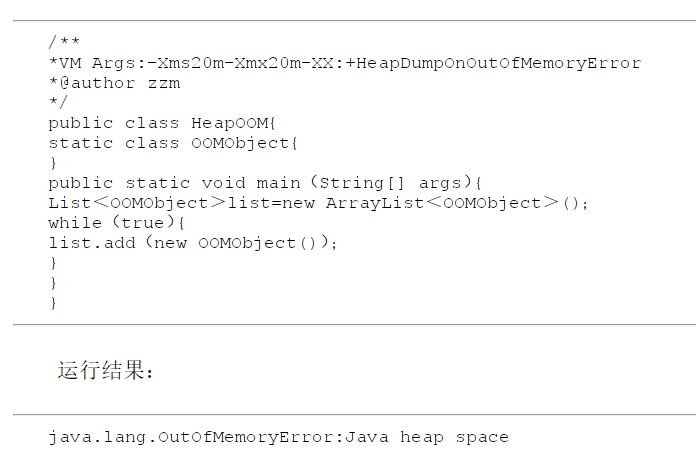 /**
*VM Args:-Xms20m-Xmx20m-XX:+HeapDumpOnOutOfMemoryError
*@author zzm
*/
public class HeapOOM{
static class OOMObject{
}
public static void main（String[] args）{
List＜OOMObject＞list=new ArrayList＜OOMObject＞();
while（true）{
list.add（new OOMObject()）;
}
}
}
运行结果：
java.lang.OutOfMemoryError:Java heap space